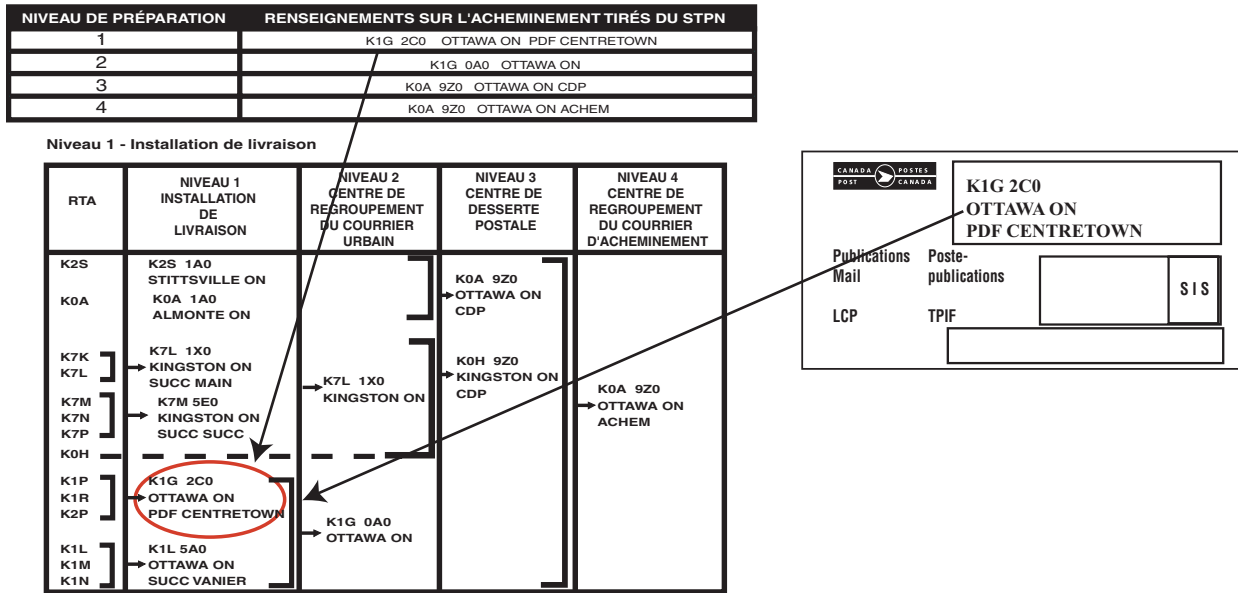 NIVEAU DE PRÉPARATION RENSEIGNEMENTS SUR L'ACHEMINEMENT TIRÉS DU STPN
1 K1G 2C0 OTTAWA ON PDF CENTRETOWN
2 K1G 0A0 OTTAWA ON
3 K0A 9Z0 OTTAWA ON CDP
4 K0A 9Z0 OTTAWA ON ACHEM
Niveau 1 - Installation de livraison
RTA
NIVEAU 1
INSTALLATION
DE
LIVRAISON
NIVEAU 2
CENTRE DE
REGROUPEMENT
DU COURRIER
URBAIN
NIVEAU 3
CENTRE DE
DESSERTE
POSTALE
NIVEAU 4
CENTRE DE
REGROUPEMENT
DU COURRIER
D'ACHEMINEMENT
K2S
K2S 1A0
STITTSVILLE ON
K0A
K0A 1A0
ALMONTE ON
K0A 9Z0
OTTAWA ON
CDP
K7K
K7L
K7L 1X0
KINGSTON ON
SUCC MAIN
K7M
K7N
K7P
K7M 5E0
KINGSTON ON
SUCC SUCC
K0H
K7L 1X0
KINGSTON ON
K0H 9Z0
KINGSTON ON
CDP
K0A 9Z0
OTTAWA ON
ACHEM
K1P
K1R
K2P
K1G 2C0
OTTAWA ON
PDF CENTRETOWN
K1G 0A0
OTTAWA ON
K1L
K1M
K1N
K1L 5A0
OTTAWA ON
SUCC VANIER
CANADA POSTES
POST CANADA
K1G 2C0
OTTAWA ON
PDF CENTRETOWN
Publications Poste-
Mail publications
SIS
LCP TPIF